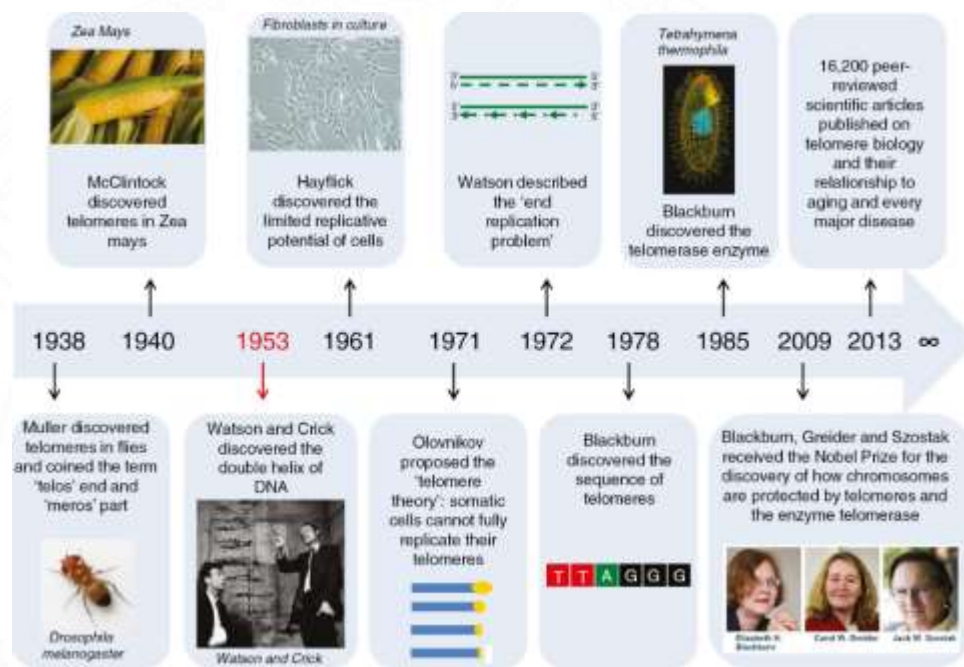 Zea Mays
McClintock
discovered
telomeres in Zea
mays
Fibroblasts in culture
Hayflick
discovered the
limited replicative
potential of cells
Watson described
the 'end
replication
problem'
Tetrahymena
thermophila
Blackburn
discovered the
telomerase enzyme
16,200 peer-
reviewed
scientific articles
published on
telomere biology
and their
relationship to
aging and every
major disease
1938 1940 1953 1961 1971 1972 1978 1985 2009 2013 ∞
Muller discovered
telomeres in flies
and coined the term
'telos' end and
'meros' part
Drosophila
melanogaster
Watson and Crick
discovered the
double helix of
DNA
Watson and Crick
Olovnikov
proposed the
'telomere
theory': somatic
cells cannot fully
replicate their
telomeres
Blackburn
discovered the
sequence of
telomeres
T T A G G G
Blackburn, Greider and Szostak
received the Nobel Prize for the
discovery of how chromosomes
are protected by telomeres and
the enzyme telomerase
Elizabeth H.
Blackburn
Carol W. Greider
Jack W. Szostak